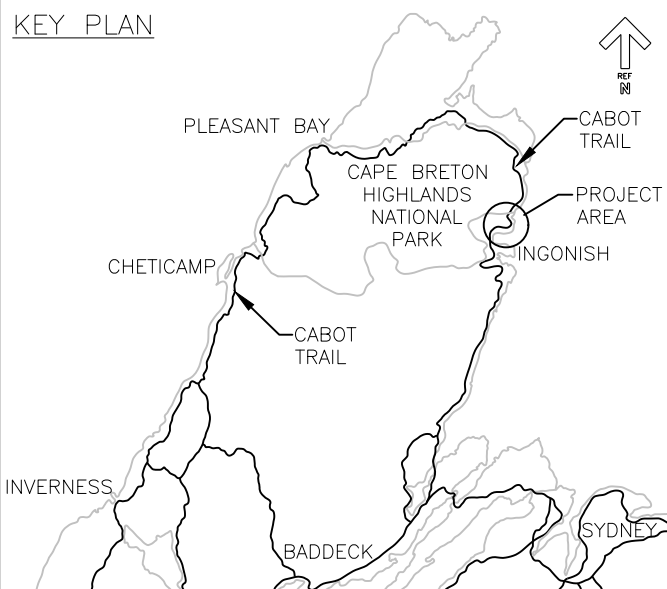 KEY PLAN
REF
N
PLEASANT BAY
CABOT
TRAIL
CAPE BRETON
HIGHLANDS
NATIONAL
PARK
PROJECT
AREA
INGONISH
CHETICAMP
CABOT
TRAIL
INVERNESS
BADDECK
SYDNEY